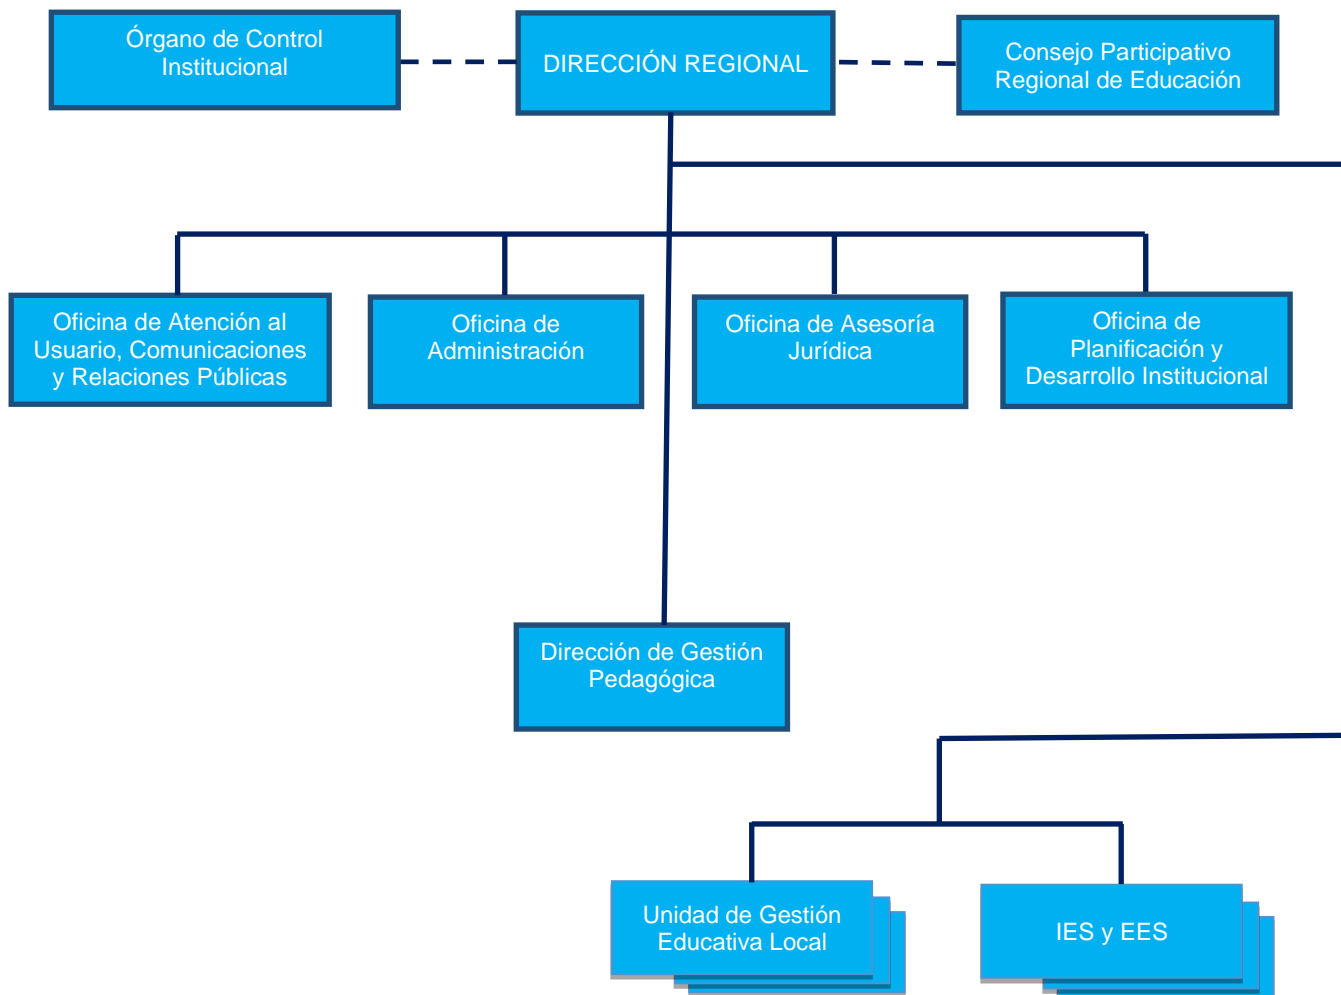 Órgano de Control
Institucional
DIRECCIÓN REGIONAL
Consejo Participativo
Regional de Educación
Oficina de Atención al
Usuario, Comunicaciones
y Relaciones Públicas
Oficina de
Administración
Oficina de Asesoría
Jurídica
Oficina de
Planificación y
Desarrollo Institucional
Dirección de Gestión
Pedagógica
Unidad de Gestión
Educativa Local
IES y EES